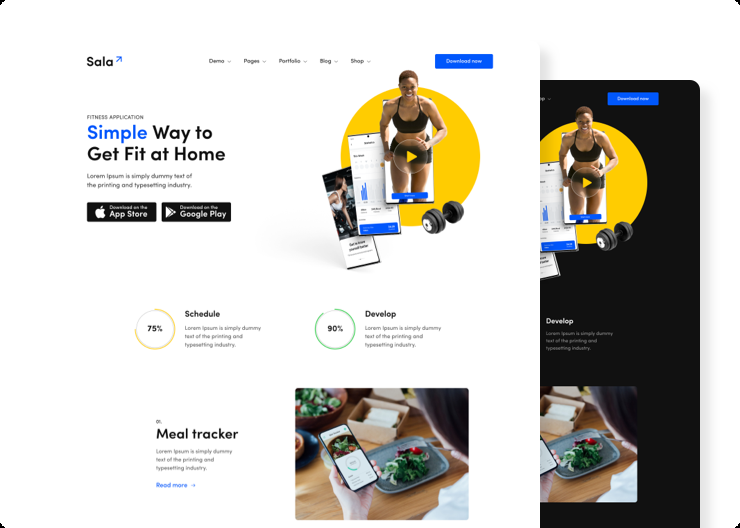 Sala
Demo Pages Portfolio Blog Shop
Download now
FITNESS APPLICATION
Simple Way to
Get Fit at Home
Lorem Ipsum is simply dummy text of
the printing and typesetting industry.
Download on the
App Store
Download on the
Google Play
75%
Schedule
Lorem Ipsum is simply dummy
text of the printing and
typesetting industry.
90%
Develop
Lorem Ipsum is simply dummy
text of the printing and
typesetting industry.
01.
Meal tracker
Lorem Ipsum is simply dummy
text of the printing and
typesetting industry.
Read more
Download now
Develop
Lorem Ipsum is simply dummy
text of the printing and
typesetting industry.